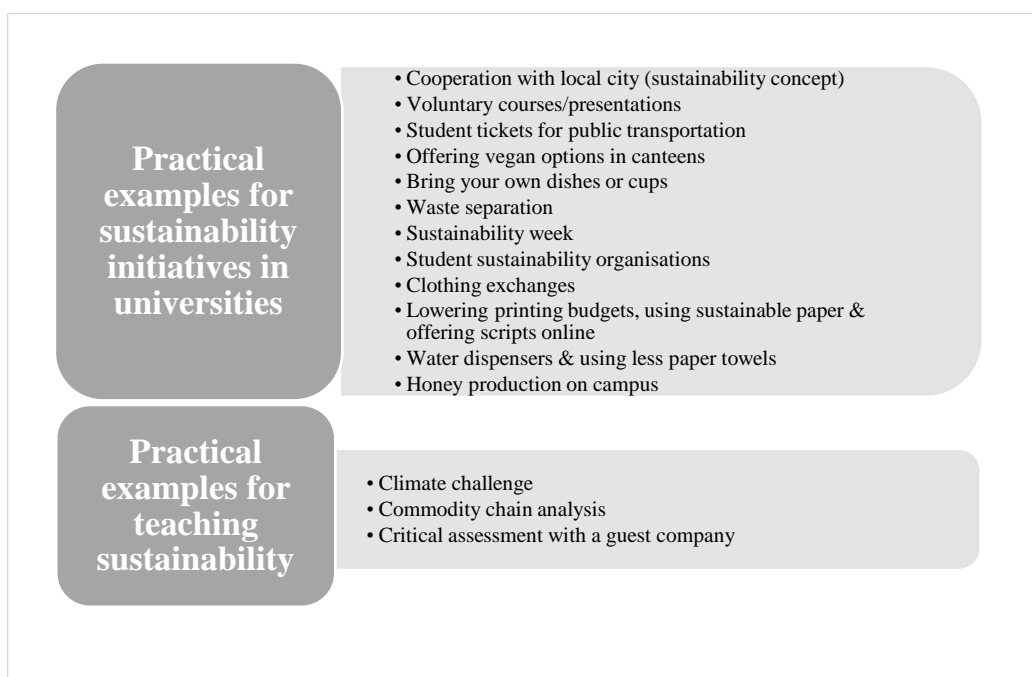 Practical
examples for
sustainability
initiatives in
universities
• Cooperation with local city (sustainability concept)
• Voluntary courses/presentations
• Student tickets for public transportation
• Offering vegan options in canteens
• Bring your own dishes or cups
• Waste separation
• Sustainability week
• Student sustainability organisations
• Clothing exchanges
• Lowering printing budgets, using sustainable paper &
offering scripts online
• Water dispensers & using less paper towels
• Honey production on campus
Practical
examples for
teaching
sustainability
• Climate challenge
• Commodity chain analysis
• Critical assessment with a guest company